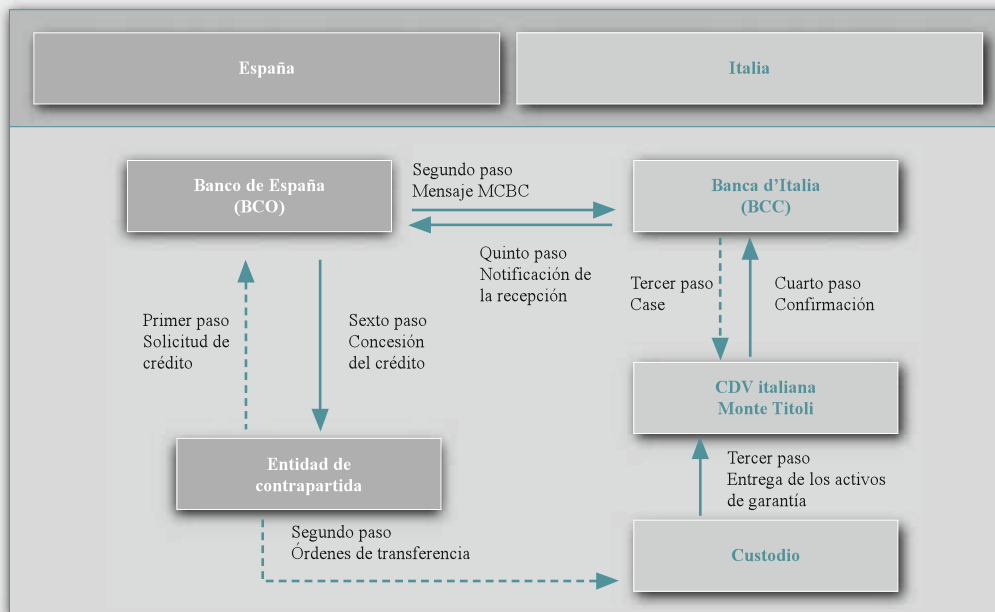 España
Italia
Banco de España
(BCO)
Segundo paso
Mensaje MCBC
Banca d'Italia
(BCC)
Quinto paso
Notificación de
la recepción
Primer paso
Solicitud de
crédito
Sexto paso
Concesión
del crédito
Tercer paso
Case
Cuarto paso
Confirmación
CDV italiana
Monte Titoli
Entidad de
contrapartida
Tercer paso
Entrega de los activos
de garantía
Segundo paso
Órdenes de transferencia
Custodio